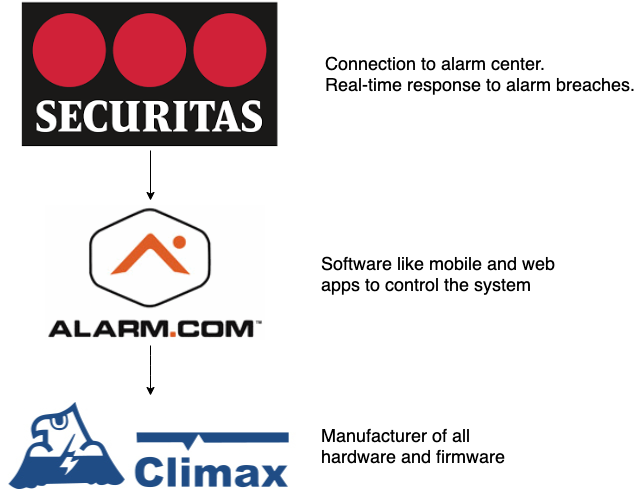 SECURITAS
Connection to alarm center.
Real-time response to alarm breaches.
ALARM.COM™
Software like mobile and web
apps to control the system
Climax
Manufacturer of all
hardware and firmware